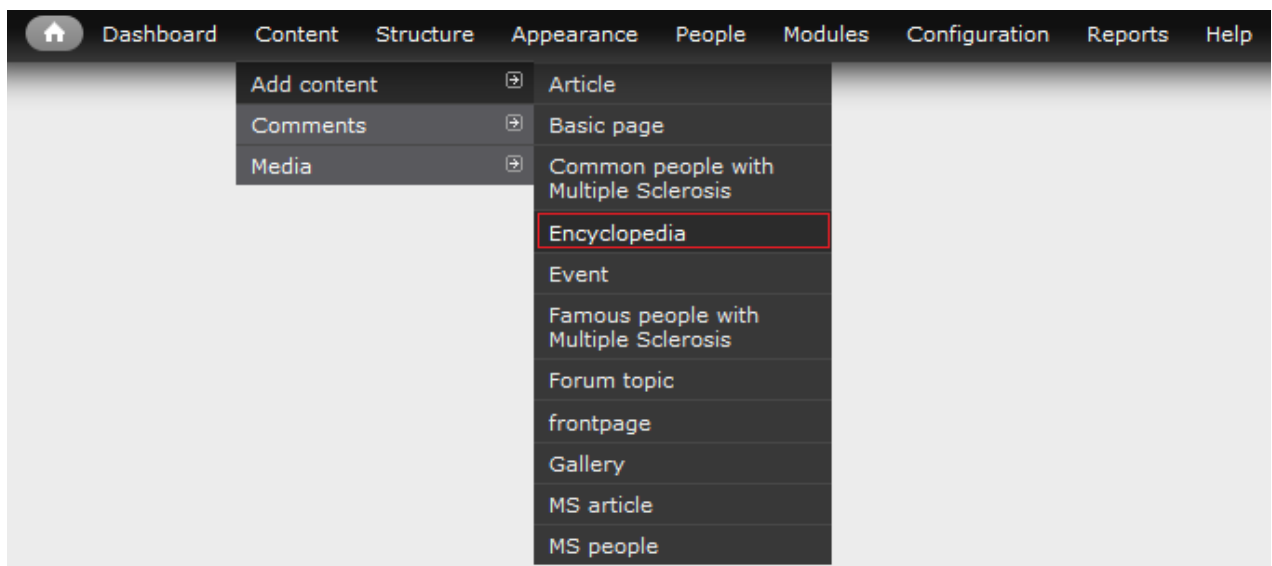 Dashboard Content Structure Appearance People Modules Configuration Reports Help
Add content
Comments
Media
Article
Basic page
Common people with
Multiple Sclerosis
Encyclopedia
Event
Famous people with
Multiple Sclerosis
Forum topic
frontpage
Gallery
MS article
MS people